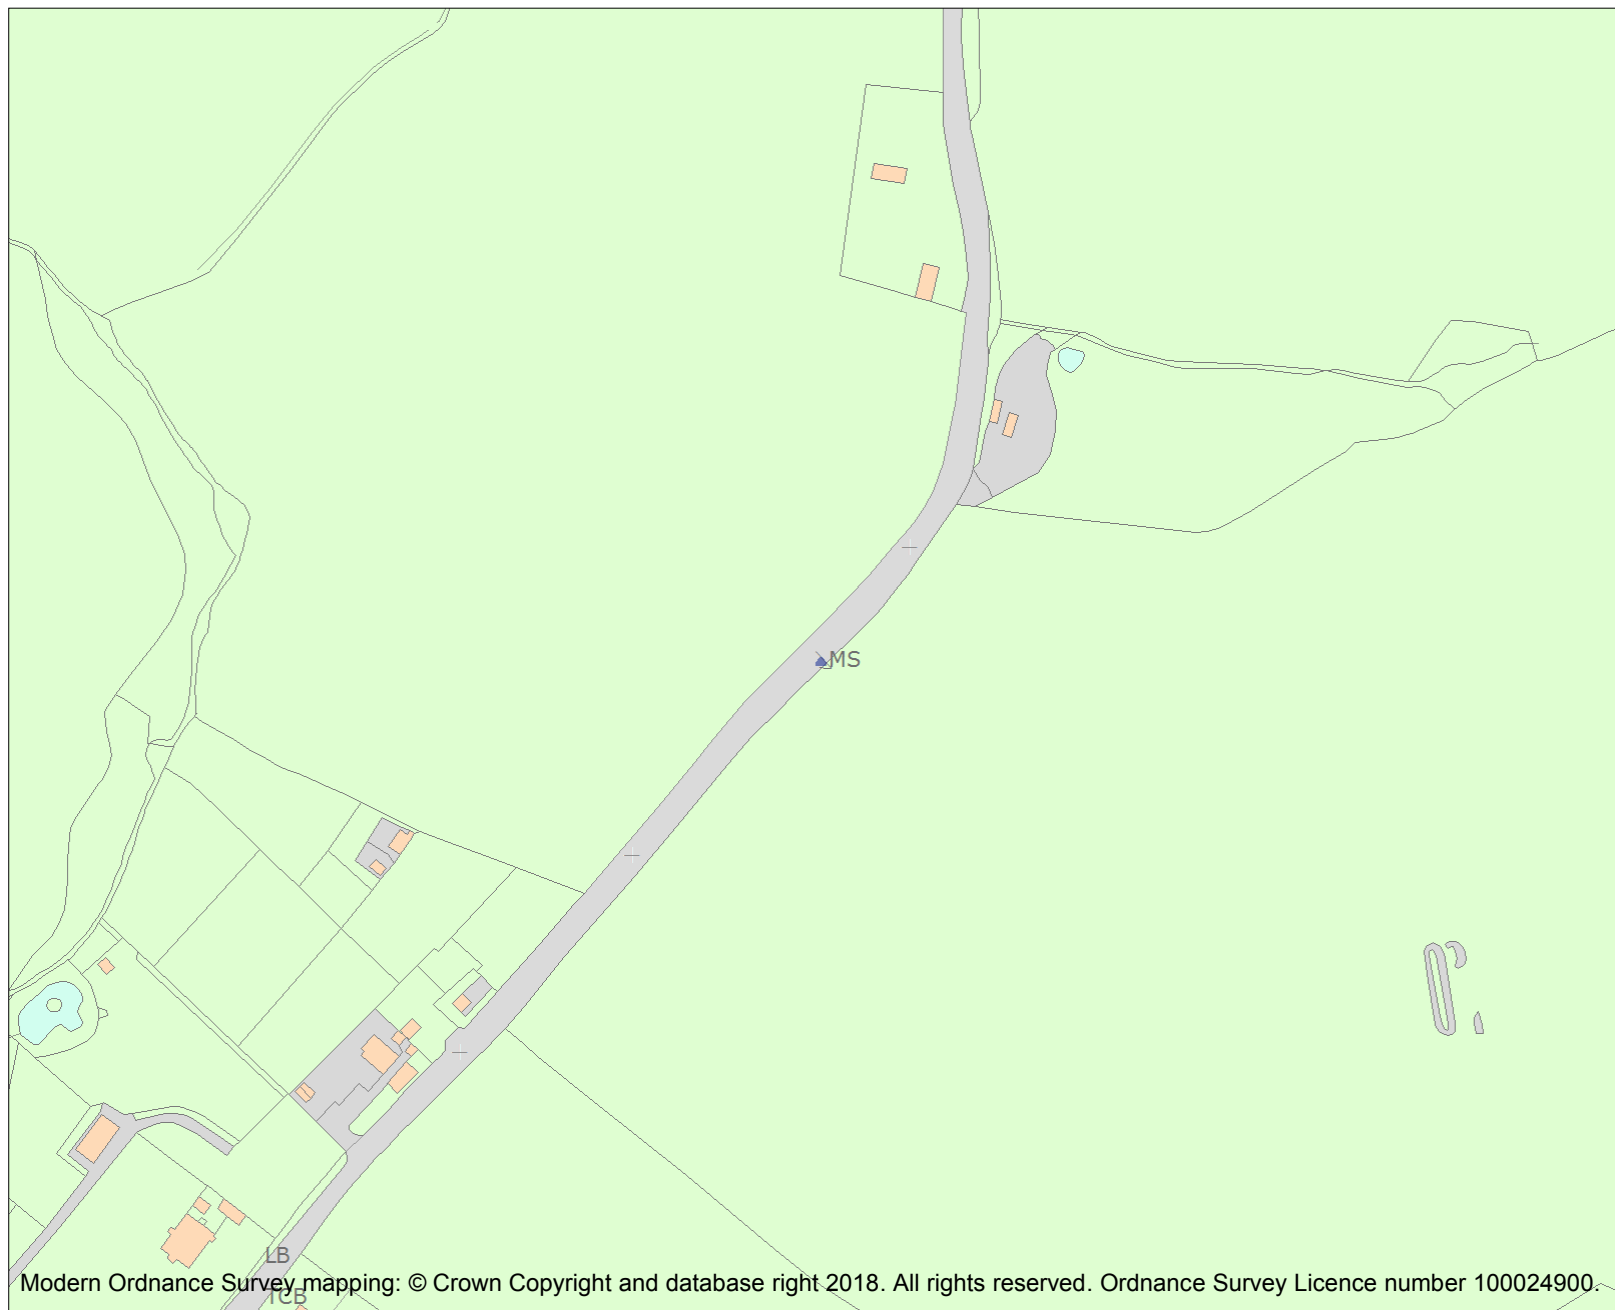 MS
LB
Modern Ordnance Survey mapping: © Crown Copyright and database right 2018. All rights reserved. Ordnance Survey Licence number 100024900.
TCB